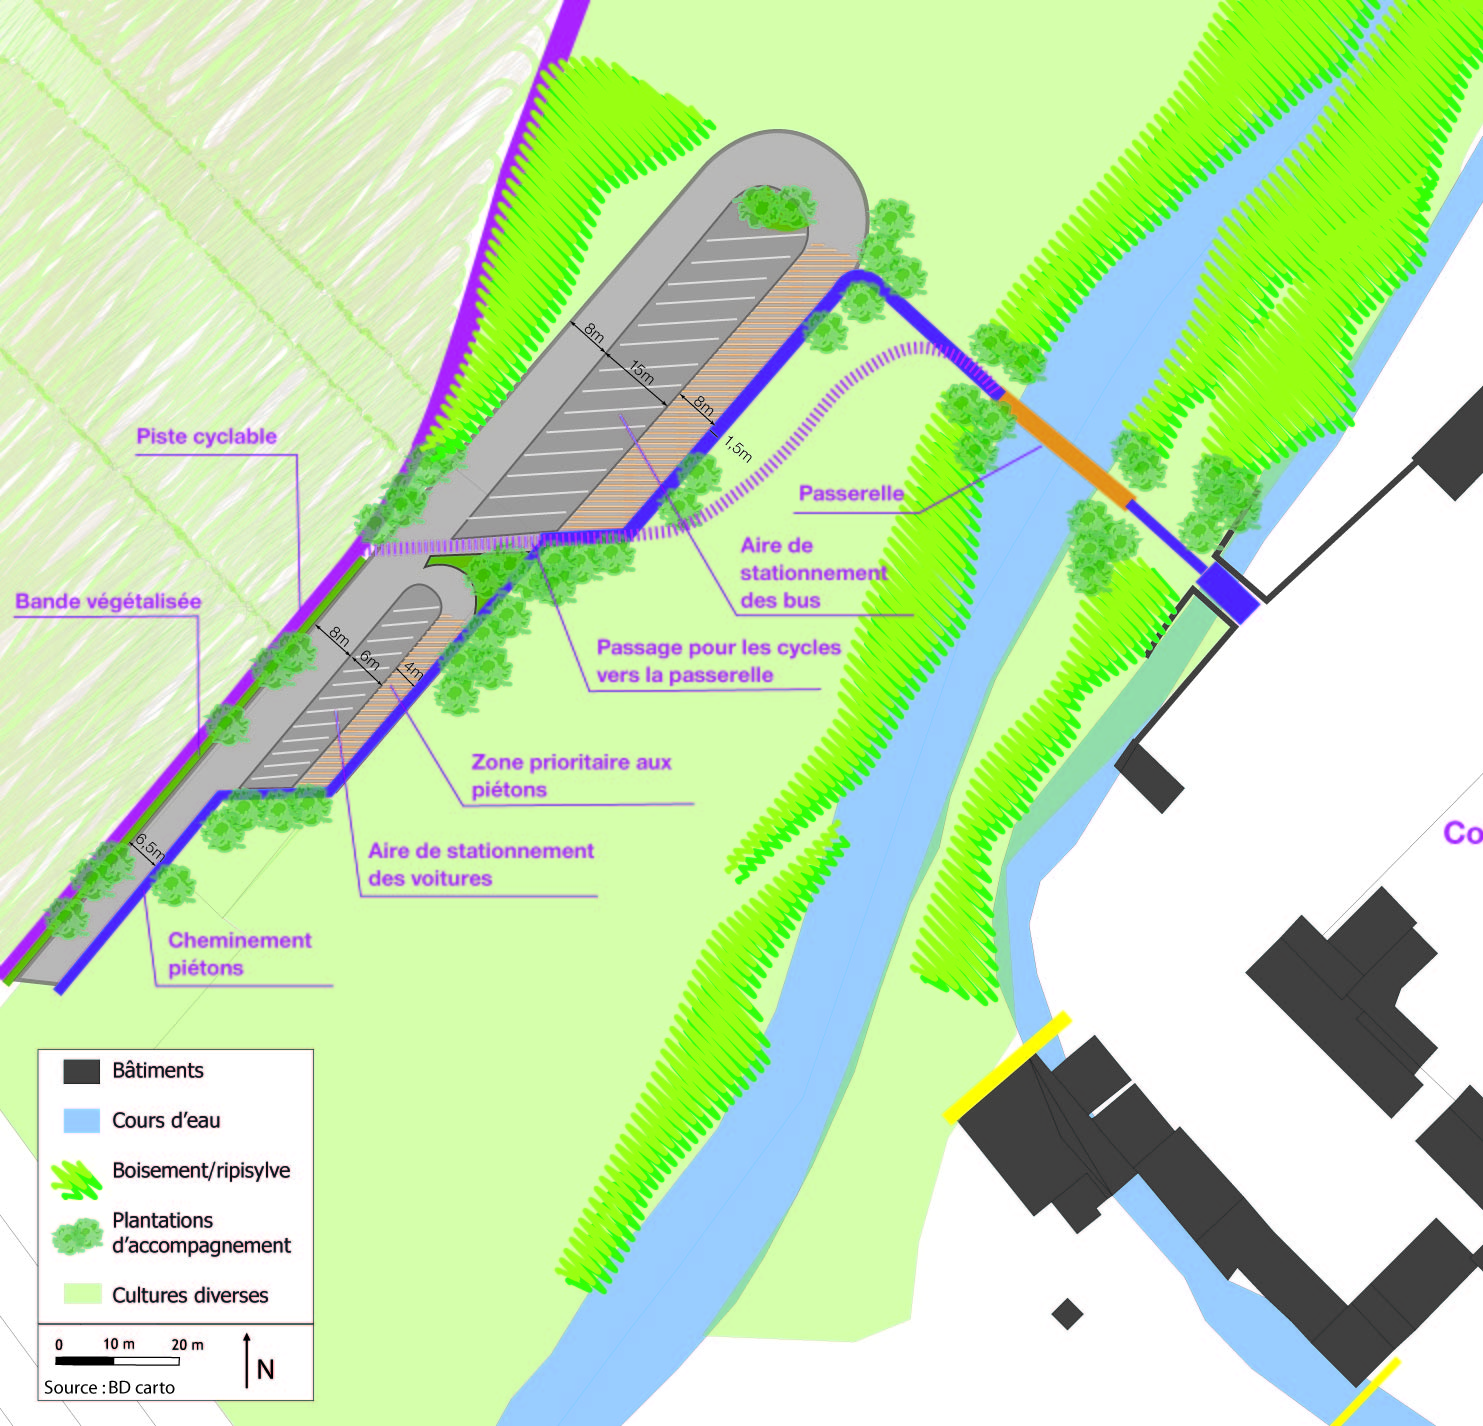 8m
15m
8m
1,5m
Piste cyclable
Passerelle
Aire de
stationnement
des bus
Bande végétalisée
8m
6m
4m
Passage pour les cycles
vers la passerelle
Zone prioritaire aux
piétons
Co
6,5m
Aire de stationnement
des voitures
Cheminement
piétons
Bâtiments
Cours d'eau
Boisement/ripisylve
Plantations
d'accompagnement
Cultures diverses
0 10 m 20 m
N
Source : BD carto